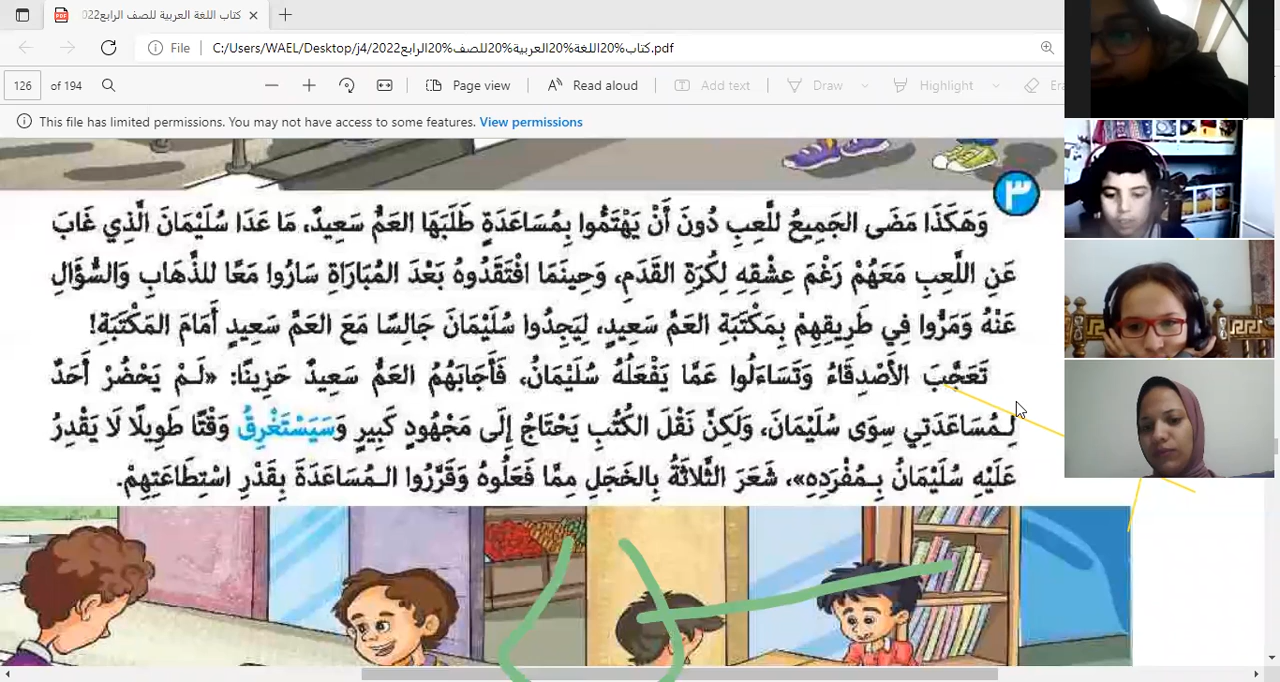 كتاب اللغة العربية للصف الرابع2022
File
C:/Users/WAEL/Desktop/j4/2022كتاب%20اللغة%20العربية%20للصف%20الرابع.pdf
126 of 194
Page view
Read aloud
Add text
Draw
Highlight
This file has limited permissions. You may not have access to some features. View permissions
٣
وَهَكَذَا مَضَى الجَمِيعُ للَّعِبِ دُونَ أَنْ يَهْتَمُّوا بِمُسَاعَدَةٍ طَلَبَهَا العَمُّ سَعِيدٌ، مَا عَدَا سُلَيْمَانَ الَّذِي غَابَ
عَنِ اللَّعِبِ مَعَهُمْ رَغْمَ عِشْقِهِ لِكُرَةِ القَدَمِ، وَحِينَمَا افْتَقَدُوهُ بَعْدَ المُبَارَاةِ سَارُوا مَعًا للذَّهَابِ وَالسُّؤَالِ
عَنْهُ وَمَرُّوا فِي طَرِيقِهِمْ بِمَكْتَبَةِ العَمِّ سَعِيدٍ، لِيَجِدُوا سُلَيْمَانَ جَالِسًا مَعَ العَمِّ سَعِيدٍ أَمَامَ المَكْتَبَةِ!
تَعَجَّبَ الأَصْدِقَاءُ وَتَسَاءَلُوا عَمَّا يَفْعَلُهُ سُلَيْمَانُ، فَأَجَابَهُمُ العَمُّ سَعِيدٌ حَزِينًا: «لَمْ يَحْضُرْ أَحَدٌ
لِمُسَاعَدَتِي سِوَى سُلَيْمَانَ، وَلَكِنَّ نَقْلَ الكُتُبِ يَحْتَاجُ إِلَى مَجْهُودٍ كَبِيرٍ وَسَيَسْتَغْرِقُ وَقْتًا طَوِيلًا لَا يَقْدِرُ
عَلَيْهِ سُلَيْمَانُ بِمُفْرَدِهِ»، شَعَرَ الثَّلَاثَةُ بِالخَجَلِ مِمَّا فَعَلُوهُ وَقَرَّرُوا المُسَاعَدَةَ بِقَدْرِ اسْتِطَاعَتِهِمْ.